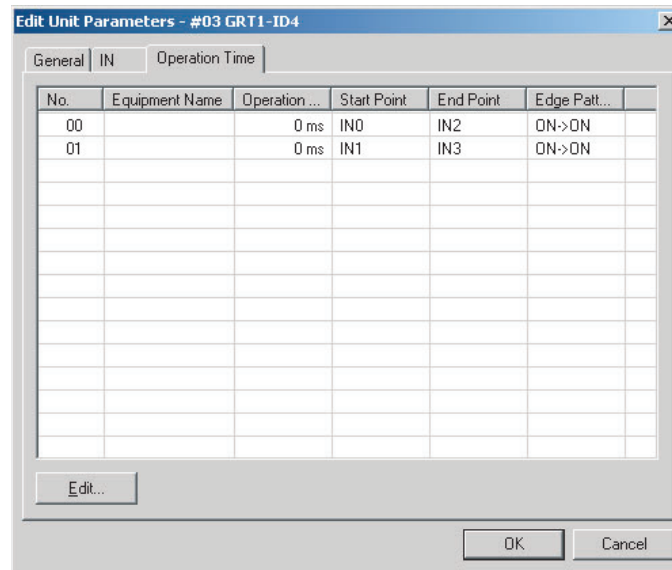 Edit Unit Parameters - #03 GRT1-ID4
General IN Operation Time
No. Equipment Name Operation ... Start Point End Point Edge Patt...
00 0 ms IN0 IN2 ON->ON
01 0 ms IN1 IN3 ON->ON
Edit...
OK Cancel